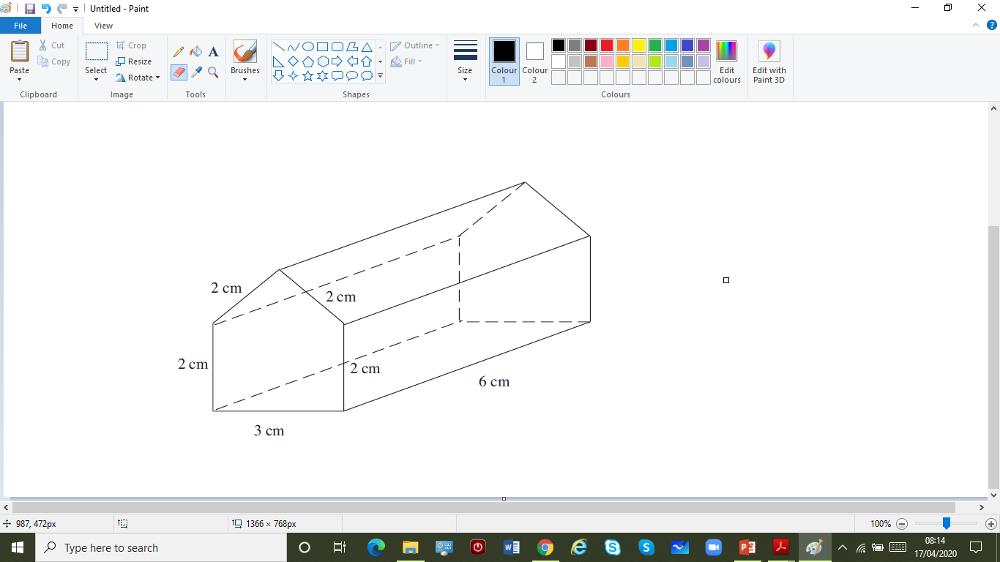 Untitled - Paint
File Home View
Paste
Cut
Copy
Clipboard
Select
Crop
Resize
Rotate
Image
A
Tools
Brushes
Shapes
Outline
Fill
Size
Colour 1
Colour 2
Colours
Edit colours
Edit with Paint 3D
2 cm
2 cm
2 cm
2 cm
6 cm
3 cm
987, 472px
1366 × 768px
100%
Type here to search
08:14
17/04/2020